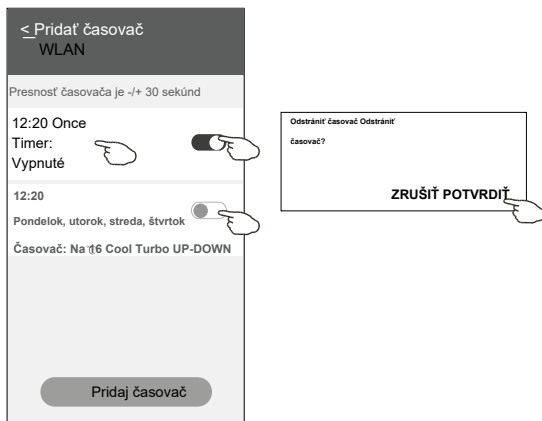 < Pridať časovač
WLAN
Presnosť časovača je -/+ 30 sekúnd
12:20 Once
Timer:
Vypnuté
12:20
Pondelok, utorok, streda, štvrtok
Časovač: Na 16 Cool Turbo UP-DOWN
Pridaj časovač
Odstrániť časovač Odstrániť
časovač?
ZRUŠIŤ POTVRDIŤ